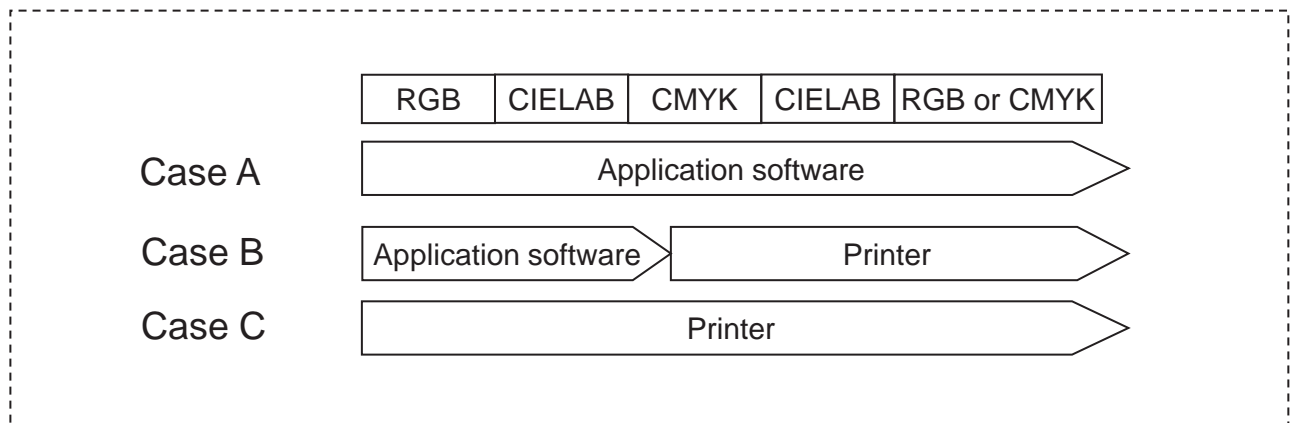 RGB CIELAB CMYK CIELAB RGB or CMYK
Case A Application software
Case B Application software Printer
Case C Printer